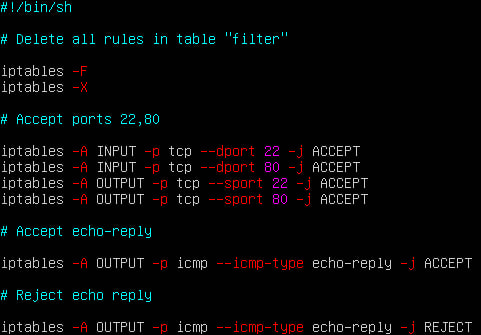 #!/bin/sh
# Delete all rules in table "filter"
iptables -F
iptables -X
# Accept ports 22,80
iptables -A INPUT -p tcp --dport 22 -j ACCEPT
iptables -A INPUT -p tcp --dport 80 -j ACCEPT
iptables -A OUTPUT -p tcp --sport 22 -j ACCEPT
iptables -A OUTPUT -p tcp --sport 80 -j ACCEPT
# Accept echo-reply
iptables -A OUTPUT -p icmp --icmp-type echo-reply -j ACCEPT
# Reject echo reply
iptables -A OUTPUT -p icmp --icmp-type echo-reply -j REJECT